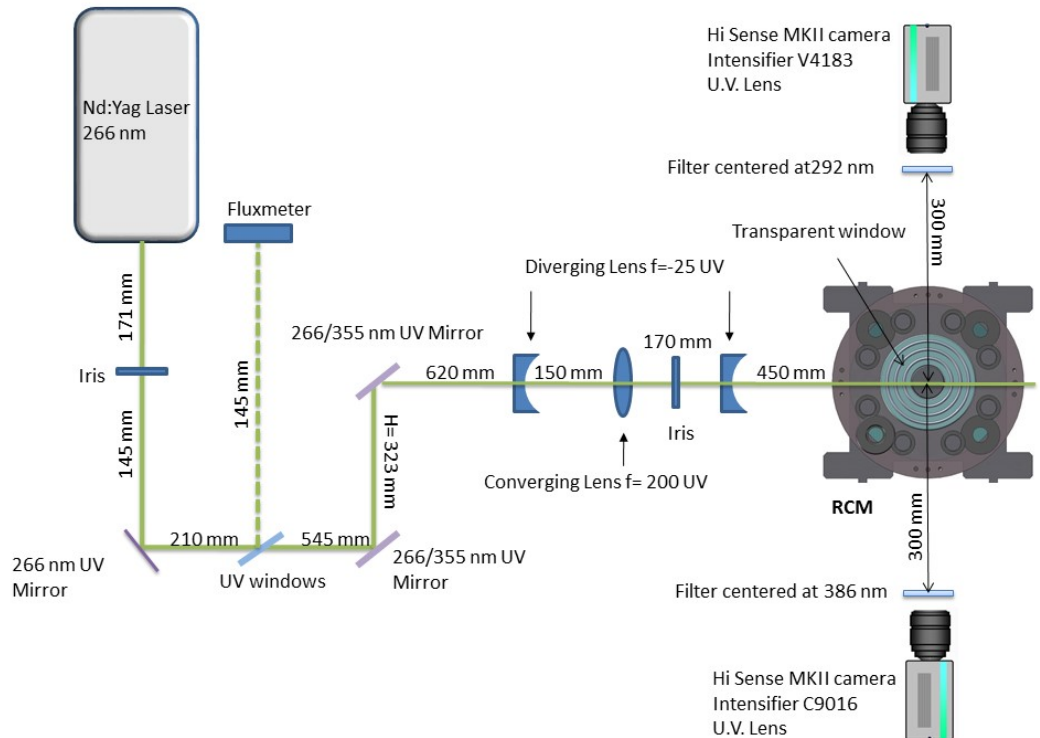 Hi Sense MKII camera
Intensifier V4183
U.V. Lens
Nd:Yag Laser
266 nm
Filter centered at292 nm
Fluxmeter
300 mm
Transparent window
171 mm
Diverging Lens f=-25 UV
266/355 nm UV Mirror
170 mm
Iris
620 mm
150 mm
450 mm
145 mm
145 mm
H= 323 mm
Iris
Converging Lens f= 200 UV
RCM
210 mm
545 mm
300 mm
266 nm UV
Mirror
UV windows
266/355 nm UV
Mirror
Filter centered at 386 nm
Hi Sense MKII camera
Intensifier C9016
U.V. Lens